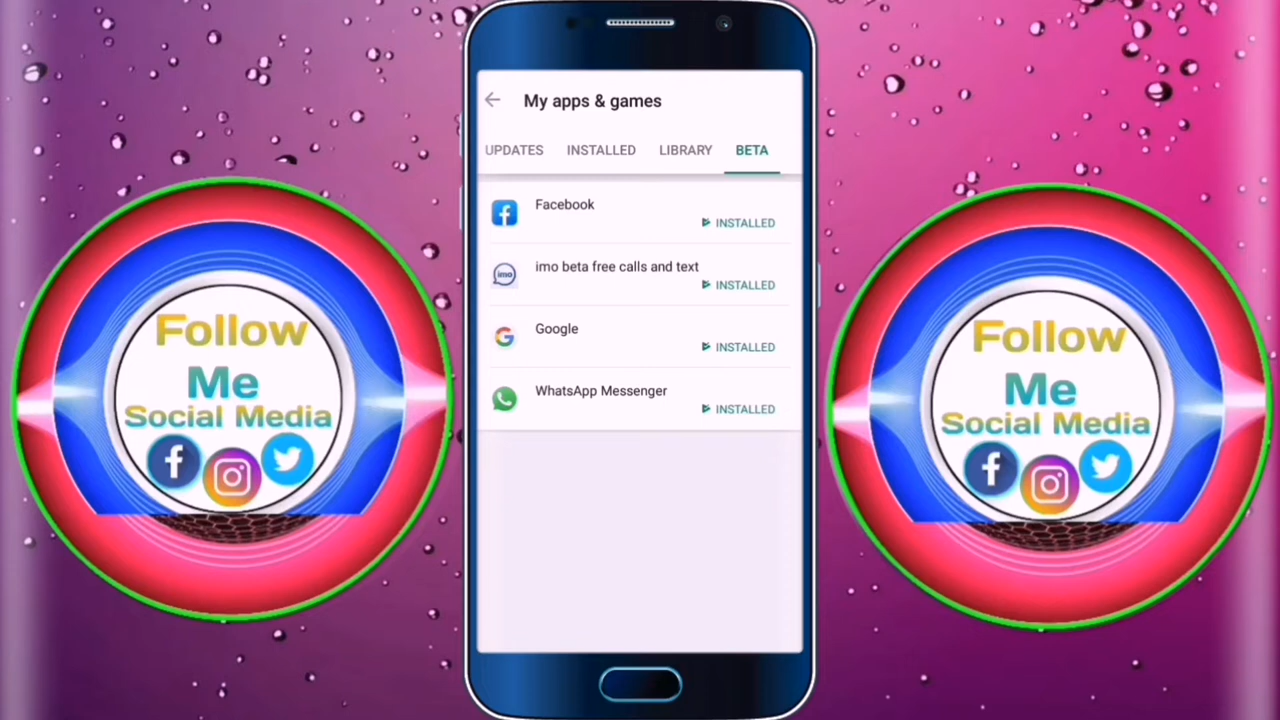 My apps & games
UPDATES INSTALLED LIBRARY BETA
Facebook
INSTALLED
imo
imo beta free calls and text
INSTALLED
Google
INSTALLED
WhatsApp Messenger
INSTALLED
Follow
Me
Social Media
Follow
Me
Social Media